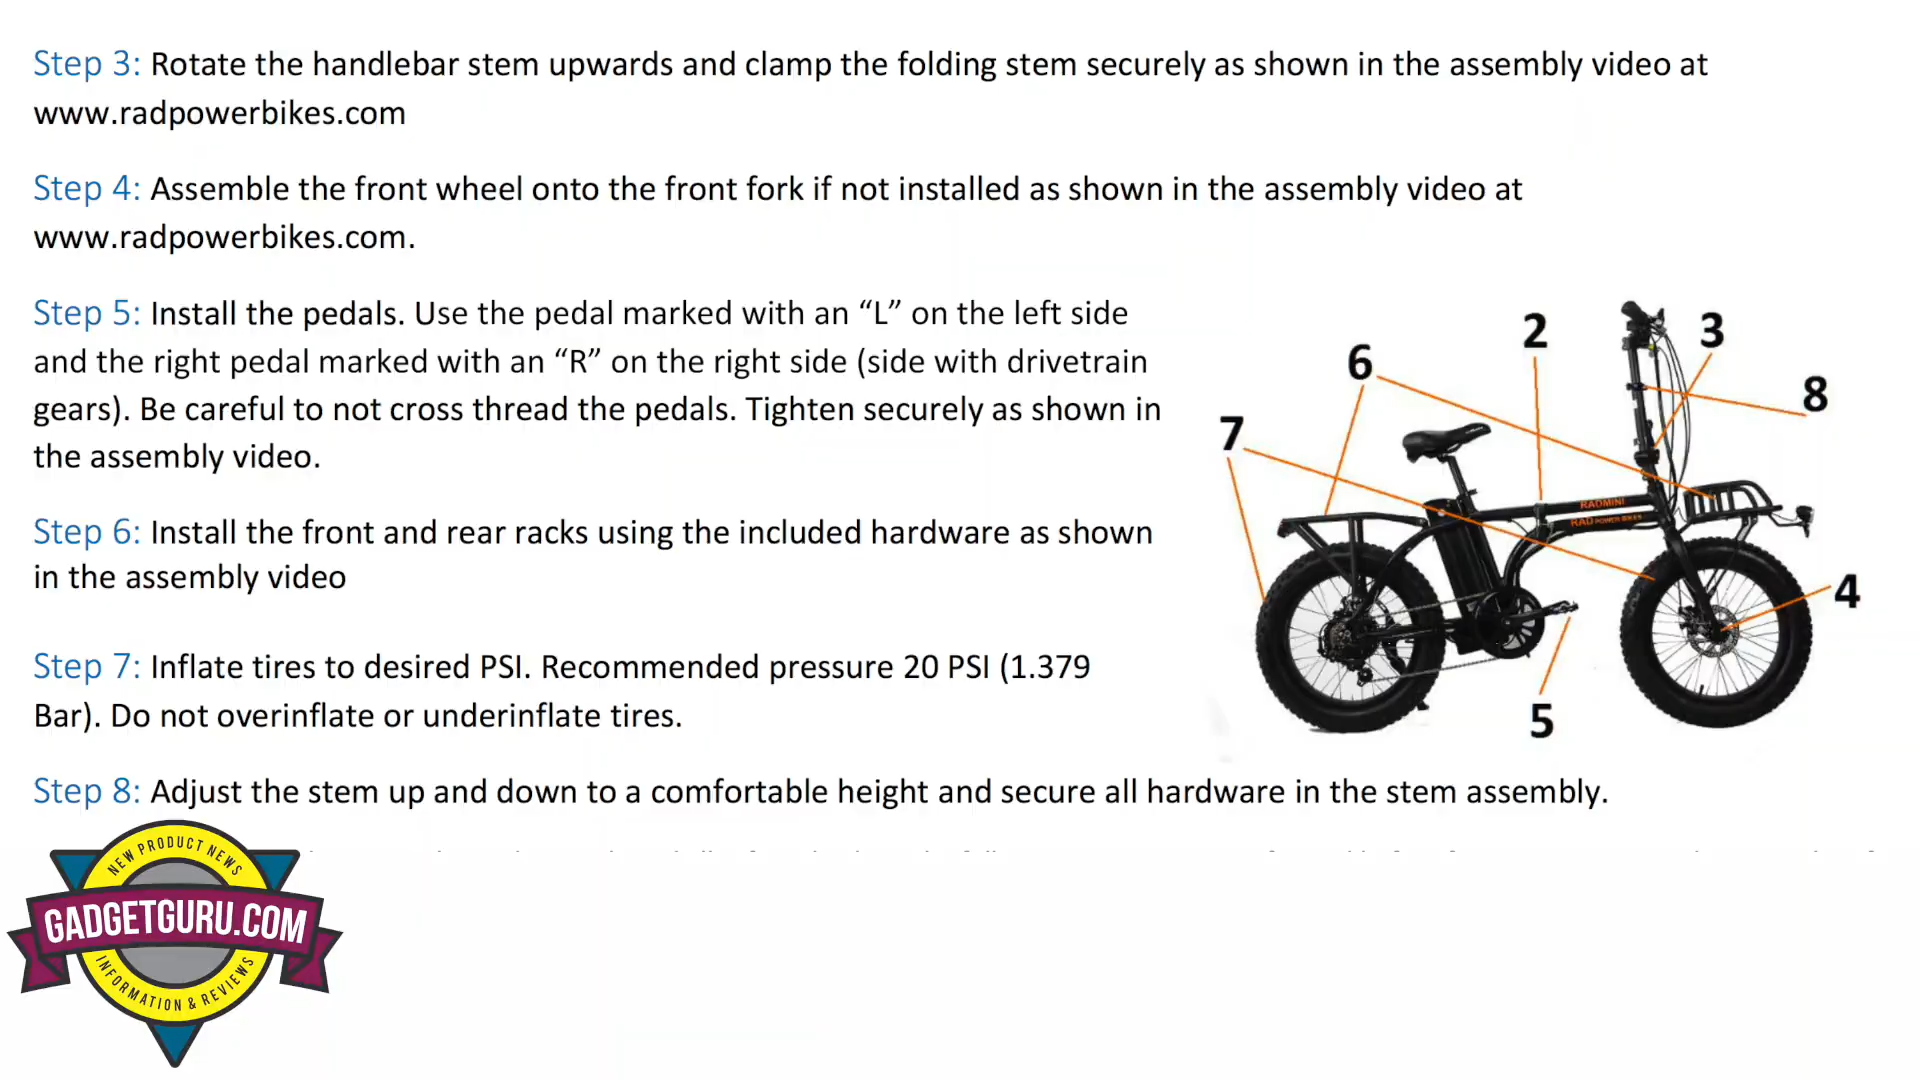 Step 3: Rotate the handlebar stem upwards and clamp the folding stem securely as shown in the assembly video at
www.radpowerbikes.com
Step 4: Assemble the front wheel onto the front fork if not installed as shown in the assembly video at
www.radpowerbikes.com.
Step 5: Install the pedals. Use the pedal marked with an “L” on the left side
and the right pedal marked with an “R” on the right side (side with drivetrain
gears). Be careful to not cross thread the pedals. Tighten securely as shown in
the assembly video.
Step 6: Install the front and rear racks using the included hardware as shown
in the assembly video
Step 7: Inflate tires to desired PSI. Recommended pressure 20 PSI (1.379
Bar). Do not overinflate or underinflate tires.
2
3
6
8
7
RADMINI
RAD POWER BIKES
4
5
Step 8: Adjust the stem up and down to a comfortable height and secure all hardware in the stem assembly.
NEW PRODUCT NEWS
GADGETGURU.COM
INFORMATION & REVIEWS